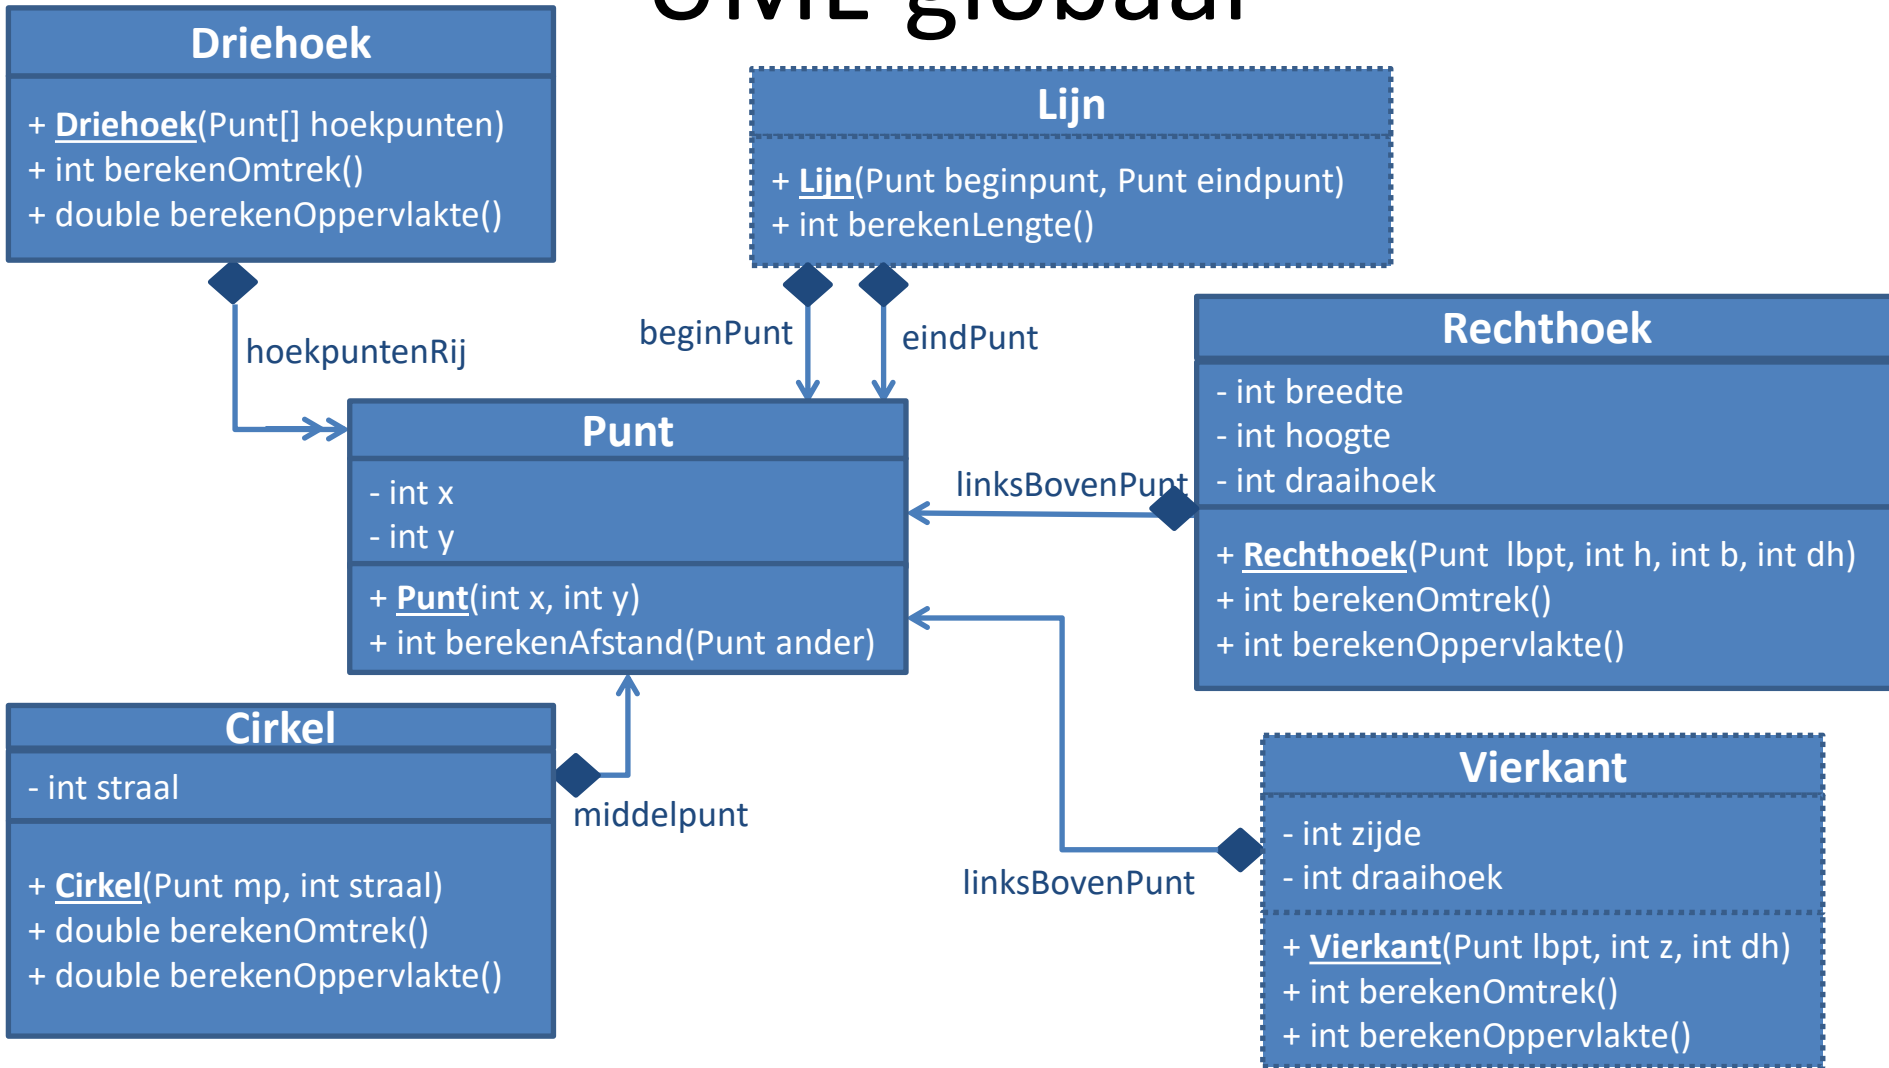 UML globaal
Driehoek
+ Driehoek(Punt[] hoekpunten)
+ int berekenOmtrek()
+ double berekenOppervlakte()
Lijn
+ Lijn(Punt beginpunt, Punt eindpunt)
+ int berekenLengte()
hoekpuntenRij
beginPunt
eindPunt
Rechthoek
- int breedte
- int hoogte
- int draaihoek
+ Rechthoek(Punt lbpt, int h, int b, int dh)
+ int berekenOmtrek()
+ int berekenOppervlakte()
Punt
- int x
- int y
+ Punt(int x, int y)
+ int berekenAfstand(Punt ander)
linksBovenPunt
Cirkel
- int straal
+ Cirkel(Punt mp, int straal)
+ double berekenOmtrek()
+ double berekenOppervlakte()
middelpunt
linksBovenPunt
Vierkant
- int zijde
- int draaihoek
+ Vierkant(Punt lbpt, int z, int dh)
+ int berekenOmtrek()
+ int berekenOppervlakte()